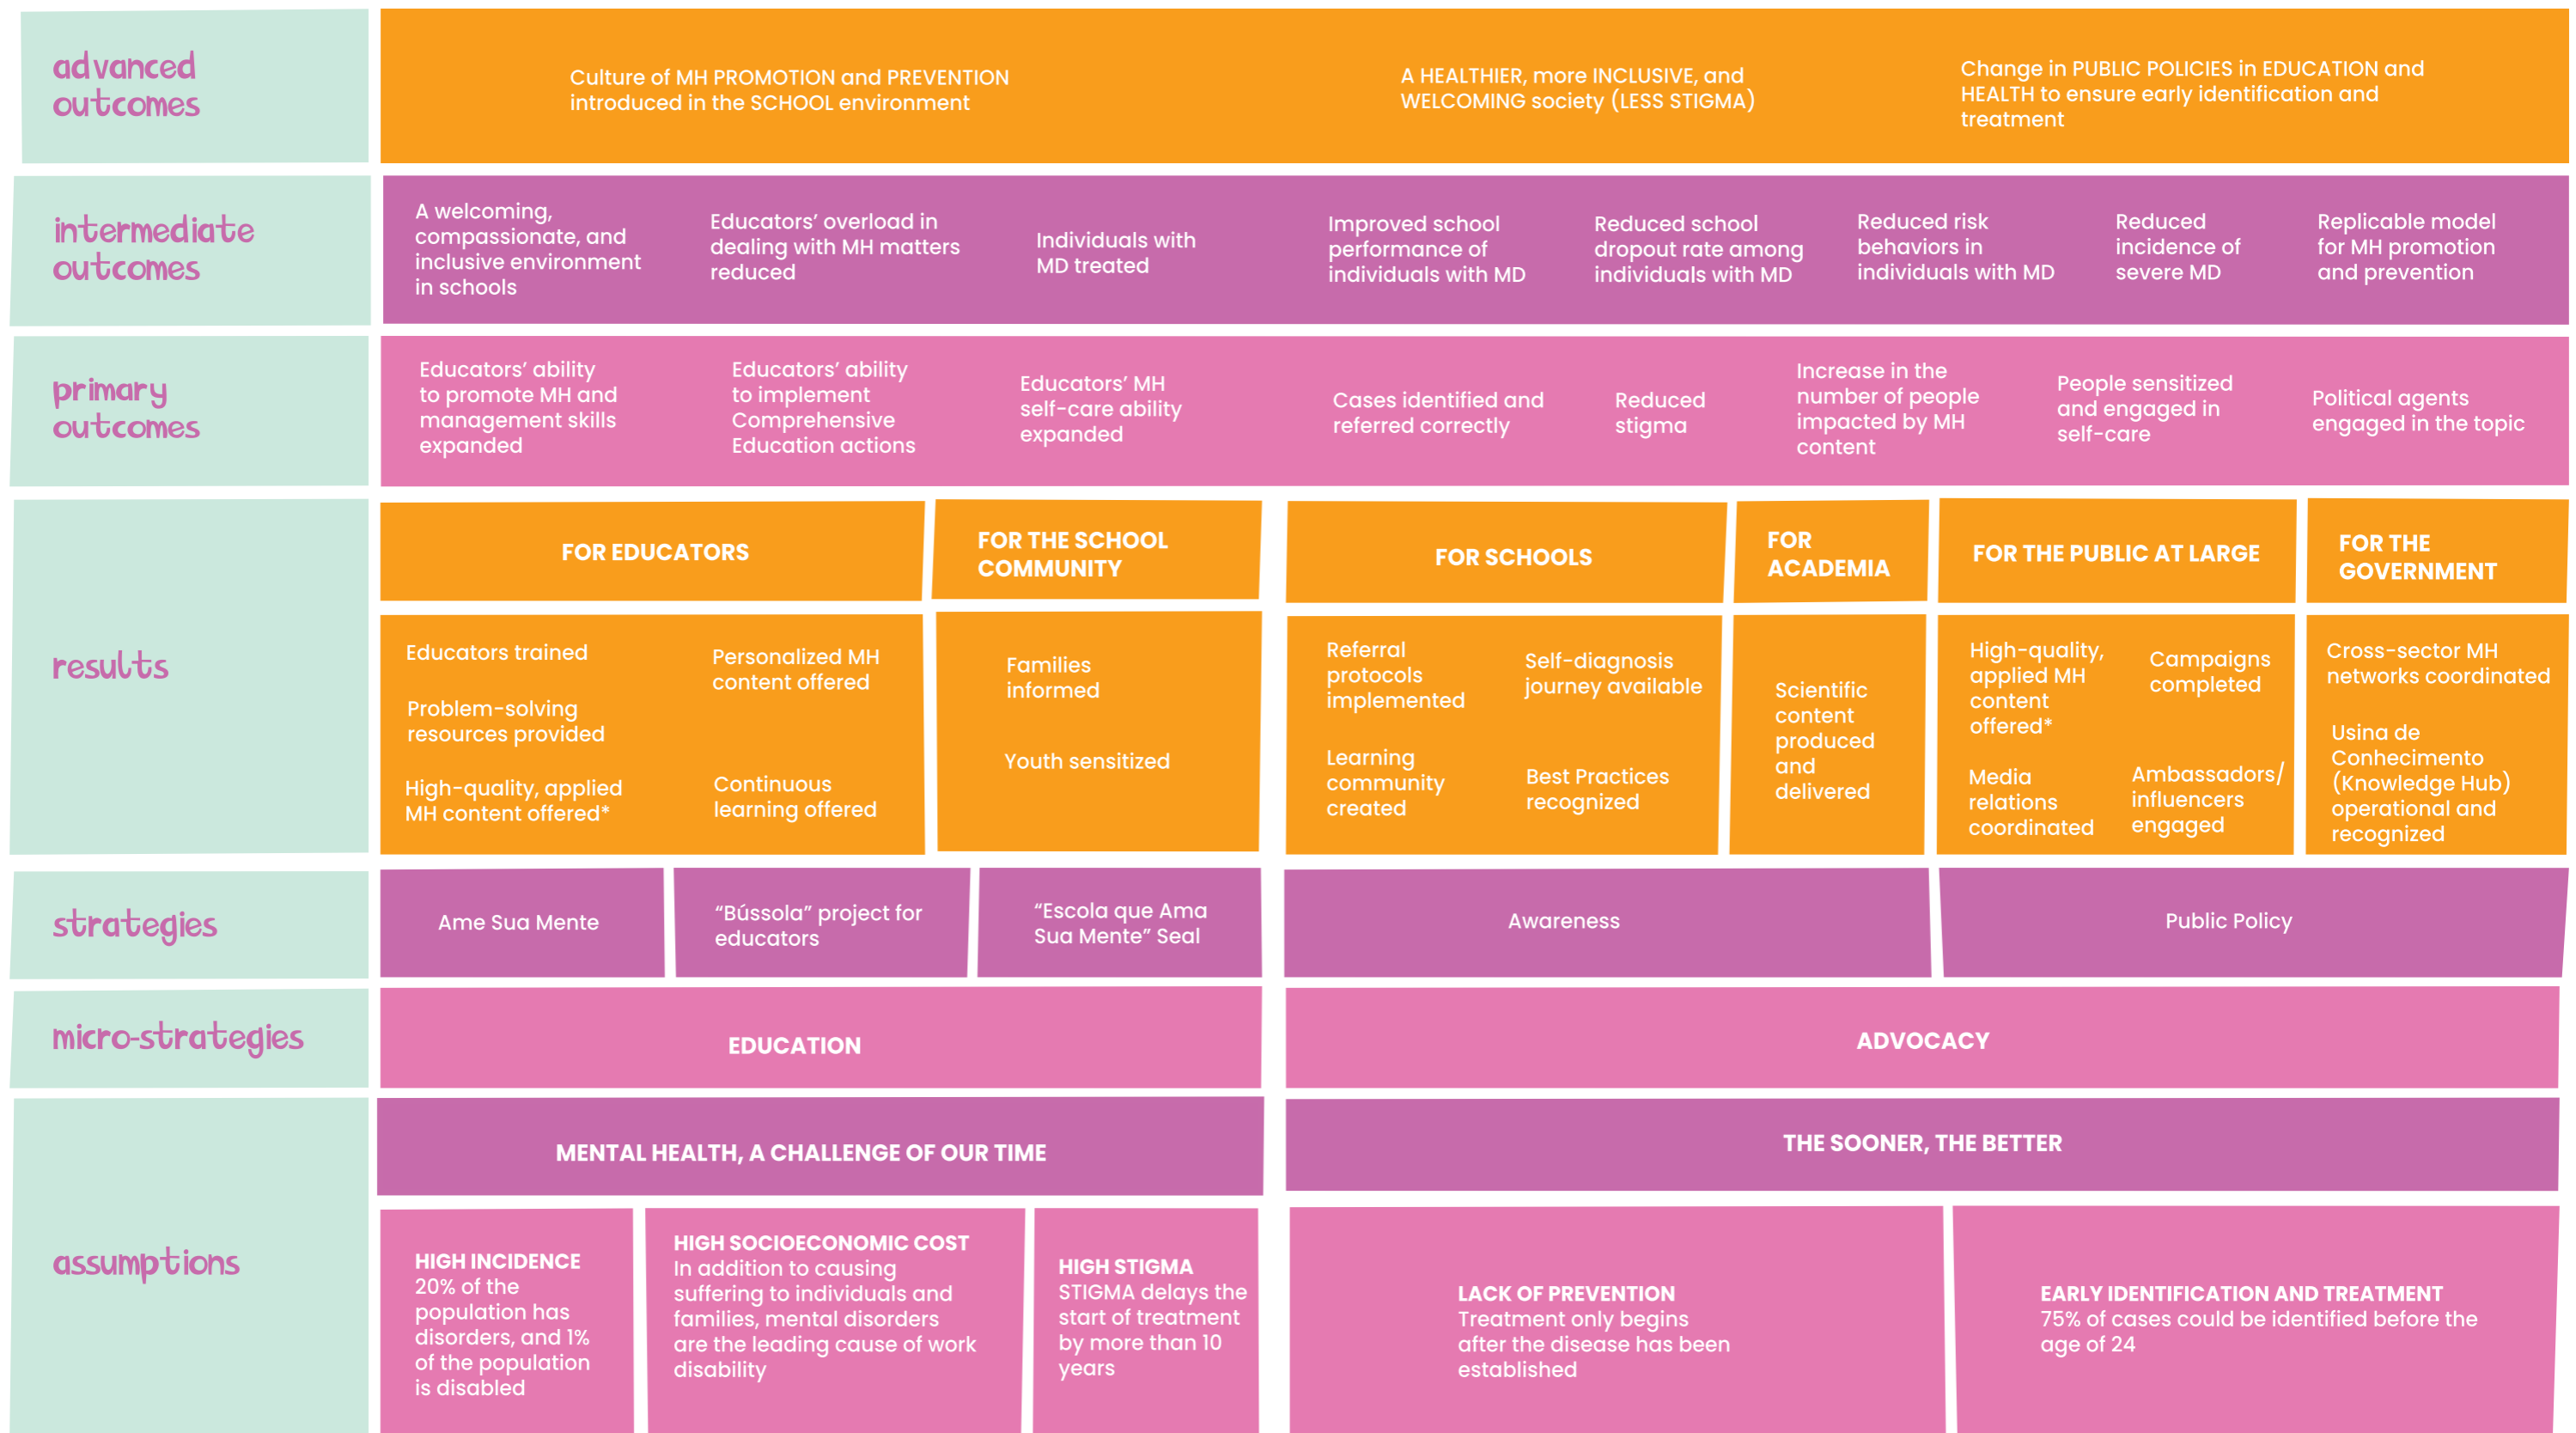 advanced
outcomes
Culture of MH PROMOTION and PREVENTION
introduced in the SCHOOL environment
A HEALTHIER, more INCLUSIVE, and
WELCOMING society (LESS STIGMA)
Change in PUBLIC POLICIES in EDUCATION and
HEALTH to ensure early identification and
treatment
intermediate
outcomes
A welcoming,
compassionate, and
inclusive environment
in schools
Educators’ overload in
dealing with MH matters
reduced
Individuals with
MD treated
Improved school
performance of
individuals with MD
Reduced school
dropout rate among
individuals with MD
Reduced risk
behaviors in
individuals with MD
Reduced
incidence of
severe MD
Replicable model
for MH promotion
and prevention
primary
outcomes
Educators’ ability
to promote MH and
management skills
expanded
Educators’ ability
to implement
Comprehensive
Education actions
Educators’ MH
self-care ability
expanded
Cases identified and
referred correctly
Reduced
stigma
Increase in the
number of people
impacted by MH
content
People sensitized
and engaged in
self-care
Political agents
engaged in the topic
results
FOR EDUCATORS
Educators trained
Problem-solving
resources provided
High-quality, applied
MH content offered*
Personalized MH
content offered
Continuous
learning offered
FOR THE SCHOOL
COMMUNITY
Families
informed
Youth sensitized
FOR SCHOOLS
Referral
protocols
implemented
Learning
community
created
Self-diagnosis
journey available
Best Practices
recognized
FOR
ACADEMIA
Scientific
content
produced
and
delivered
FOR THE PUBLIC AT LARGE
High-quality,
applied MH
content
offered*
Media
relations
coordinated
Campaigns
completed
Ambassadors/
influencers
engaged
FOR THE
GOVERNMENT
Cross-sector MH
networks coordinated
Usina de
Conhecimento
(Knowledge Hub)
operational and
recognized
strategies
Ame Sua Mente
“Bússola” project for
educators
“Escola que Ama
Sua Mente” Seal
Awareness
Public Policy
micro-strategies
EDUCATION
ADVOCACY
assumptions
MENTAL HEALTH, A CHALLENGE OF OUR TIME
THE SOONER, THE BETTER
HIGH INCIDENCE
20% of the
population has
disorders, and 1%
of the population
is disabled
HIGH SOCIOECONOMIC COST
In addition to causing
suffering to individuals and
families, mental disorders
are the leading cause of work
disability
HIGH STIGMA
STIGMA delays the
start of treatment
by more than 10
years
LACK OF PREVENTION
Treatment only begins
after the disease has been
established
EARLY IDENTIFICATION AND TREATMENT
75% of cases could be identified before the
age of 24